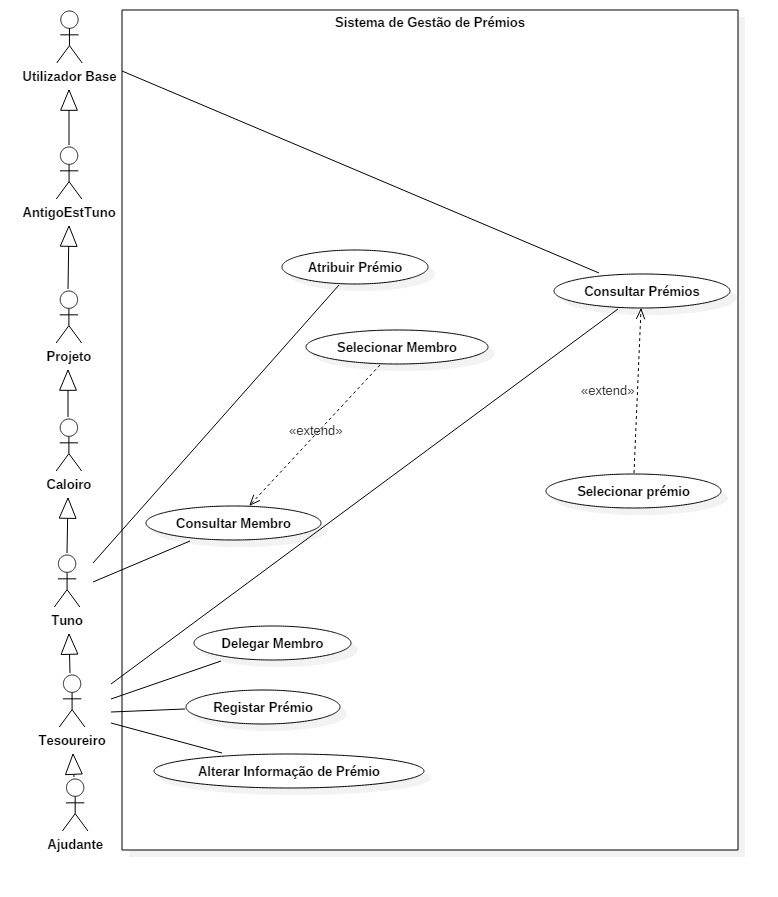 Sistema de Gestão de Prémios
Utilizador Base
AntigoEstTuno
Atribuir Prémio
Consultar Prémios
Selecionar Membro
Projeto
«extend»
«extend»
Caloiro
Selecionar prémio
Consultar Membro
Tuno
Delegar Membro
Registar Prémio
Tesoureiro
Alterar Informação de Prémio
Ajudante